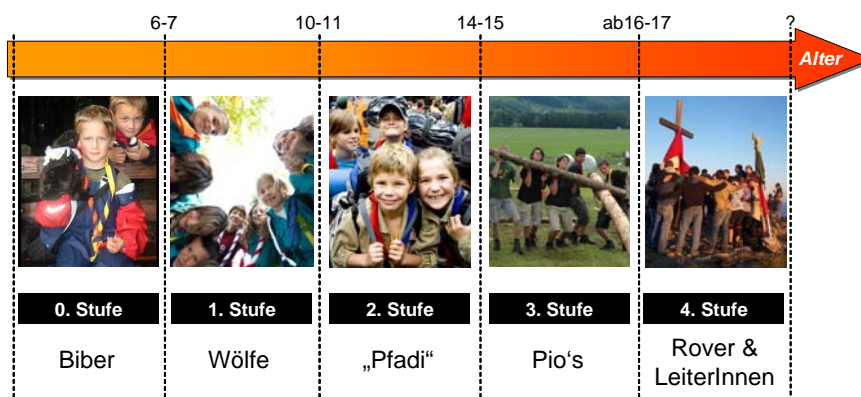 6-7
10-11
14-15
ab16-17
?
Alter
0. Stufe
1. Stufe
2. Stufe
3. Stufe
4. Stufe
Biber
Wölfe
„Pfadi“
Pio‘s
Rover &
LeiterInnen